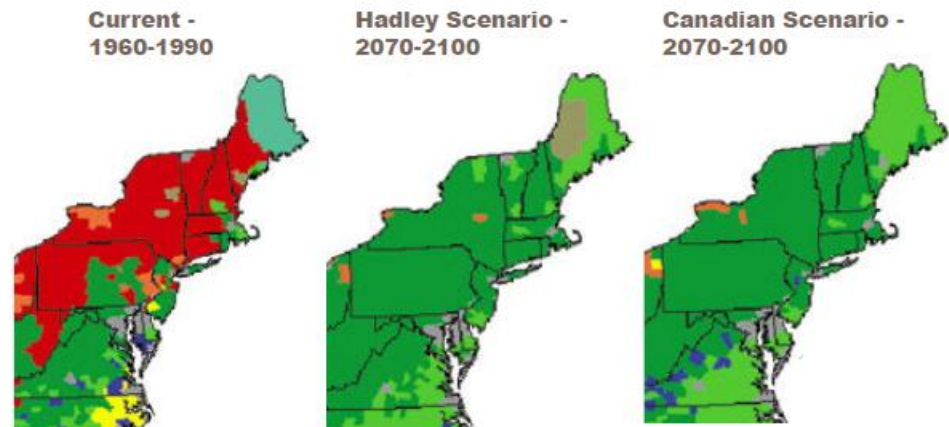 Current -
1960-1990
Hadley Scenario -
2070-2100
Canadian Scenario -
2070-2100